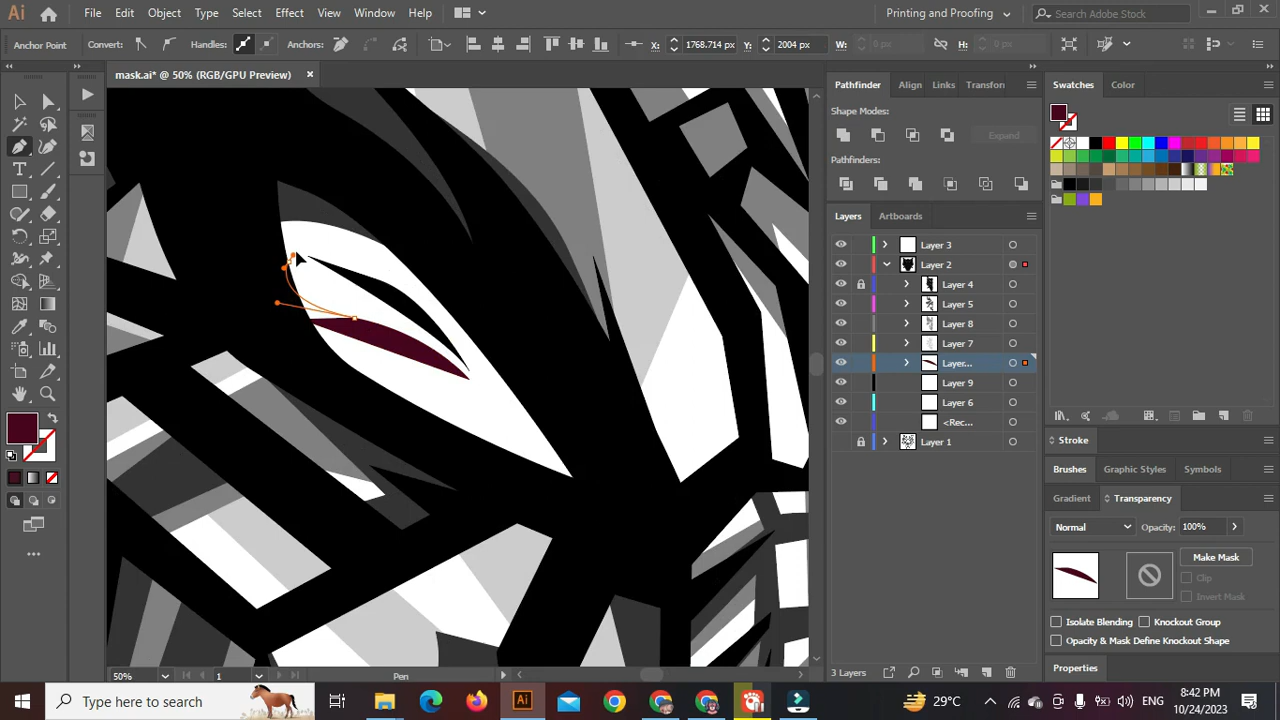 Ai
File Edit Object Type Select Effect View Window Help
Printing and Proofing
Search Adobe Stock
Anchor Point Convert: Handles: Anchors: X: 1768.714 px Y: 2004 px W: 0 px H: 0 px
mask.ai* @ 50% (RGB/GPU Preview)
Pathfinder Align Links Transfon
Shape Modes:
Expand
Pathfinders:
Swatches Color
Layers Artboards
Layer 3
Layer 2
Layer 4
Layer 5
Layer 8
Layer 7
Layer...
Layer 9
Layer 6
<Rec...
Layer 1
Stroke
Brushes Graphic Styles Symbols
Gradient Transparency
Normal Opacity: 100%
Make Mask
Clip
Invert Mask
Isolate Blending Knockout Group
Opacity & Mask Define Knockout Shape
Properties
3 Layers
50% 1 Pen
Type here to search
Ai
29°C
ENG
6:42 PM
10/24/2023